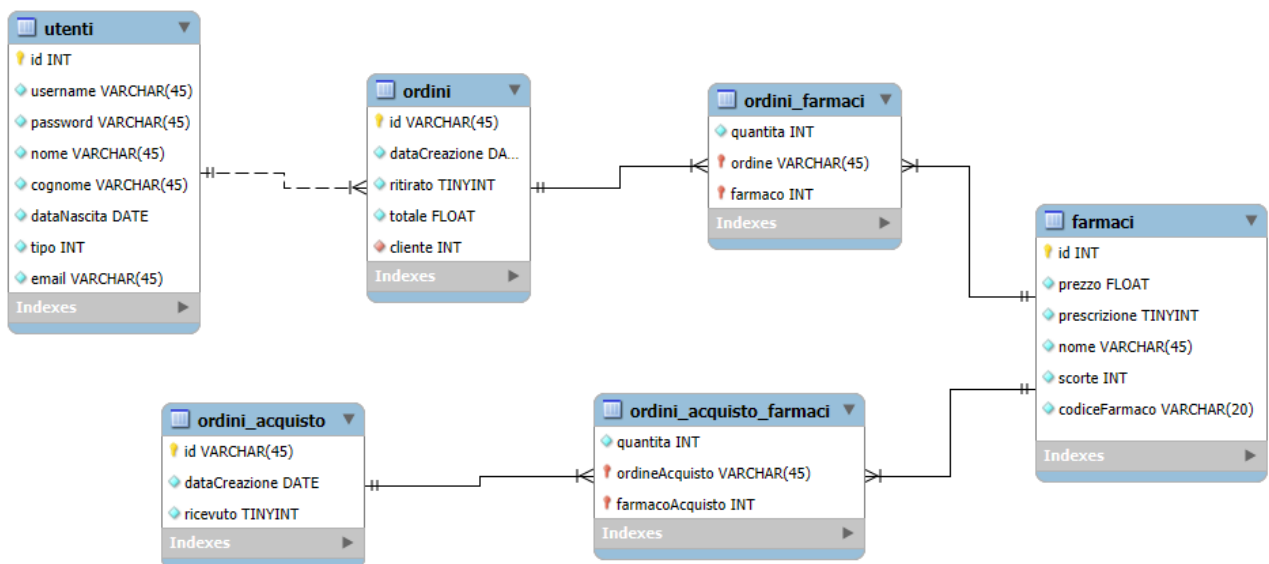 utenti
id INT
username VARCHAR(45)
password VARCHAR(45)
nome VARCHAR(45)
cognome VARCHAR(45)
dataNascita DATE
tipo INT
email VARCHAR(45)
Indexes
ordini
id VARCHAR(45)
dataCreazione DA...
ritirato TINYINT
totale FLOAT
cliente INT
Indexes
ordini_farmaci
quantita INT
ordine VARCHAR(45)
farmaco INT
Indexes
farmaci
id INT
prezzo FLOAT
prescrizione TINYINT
nome VARCHAR(45)
scorte INT
codiceFarmaco VARCHAR(20)
Indexes
ordini_acquisto
id VARCHAR(45)
dataCreazione DATE
ricevuto TINYINT
Indexes
ordini_acquisto_farmaci
quantita INT
ordineAcquisto VARCHAR(45)
farmacoAcquisto INT
Indexes